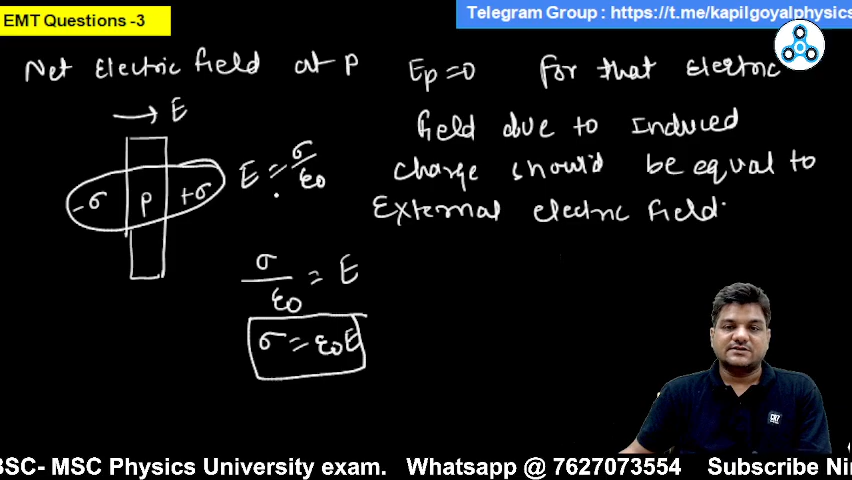 EMT Questions -3
Telegram Group : https://t.me/kapilgoyalphysics
Net Electric field at P
Ep = 0 for that Electric
field due to Induced
charge should be equal to
External electric field.
→ E
-σ P +σ
E = σ/ε0
σ/ε0 = E
σ = ε0E
BSC- MSC Physics University exam. Whatsapp @ 7627073554 Subscribe Ni